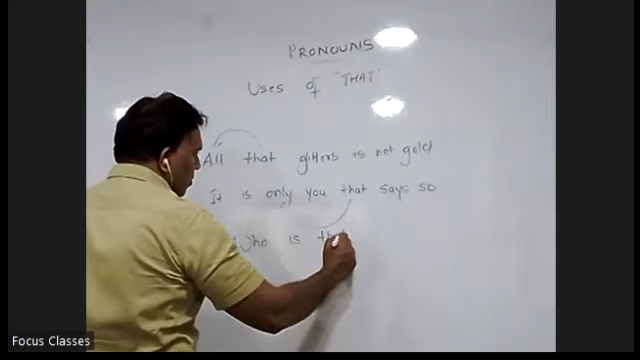 PRONOUNS
Uses of "THAT"
All that glitters is not gold
It is only you that says so
Who is that
Focus Classes